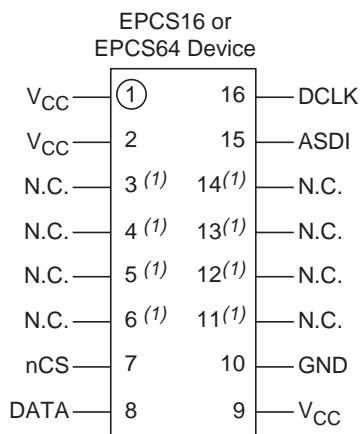 EPCS16 or
EPCS64 Device
VCC 1 16 DCLK
VCC 2 15 ASDI
N.C. 3 (1) 14(1) N.C.
N.C. 4 (1) 13(1) N.C.
N.C. 5 (1) 12(1) N.C.
N.C. 6 (1) 11(1) N.C.
nCS 7 10 GND
DATA 8 9 VCC